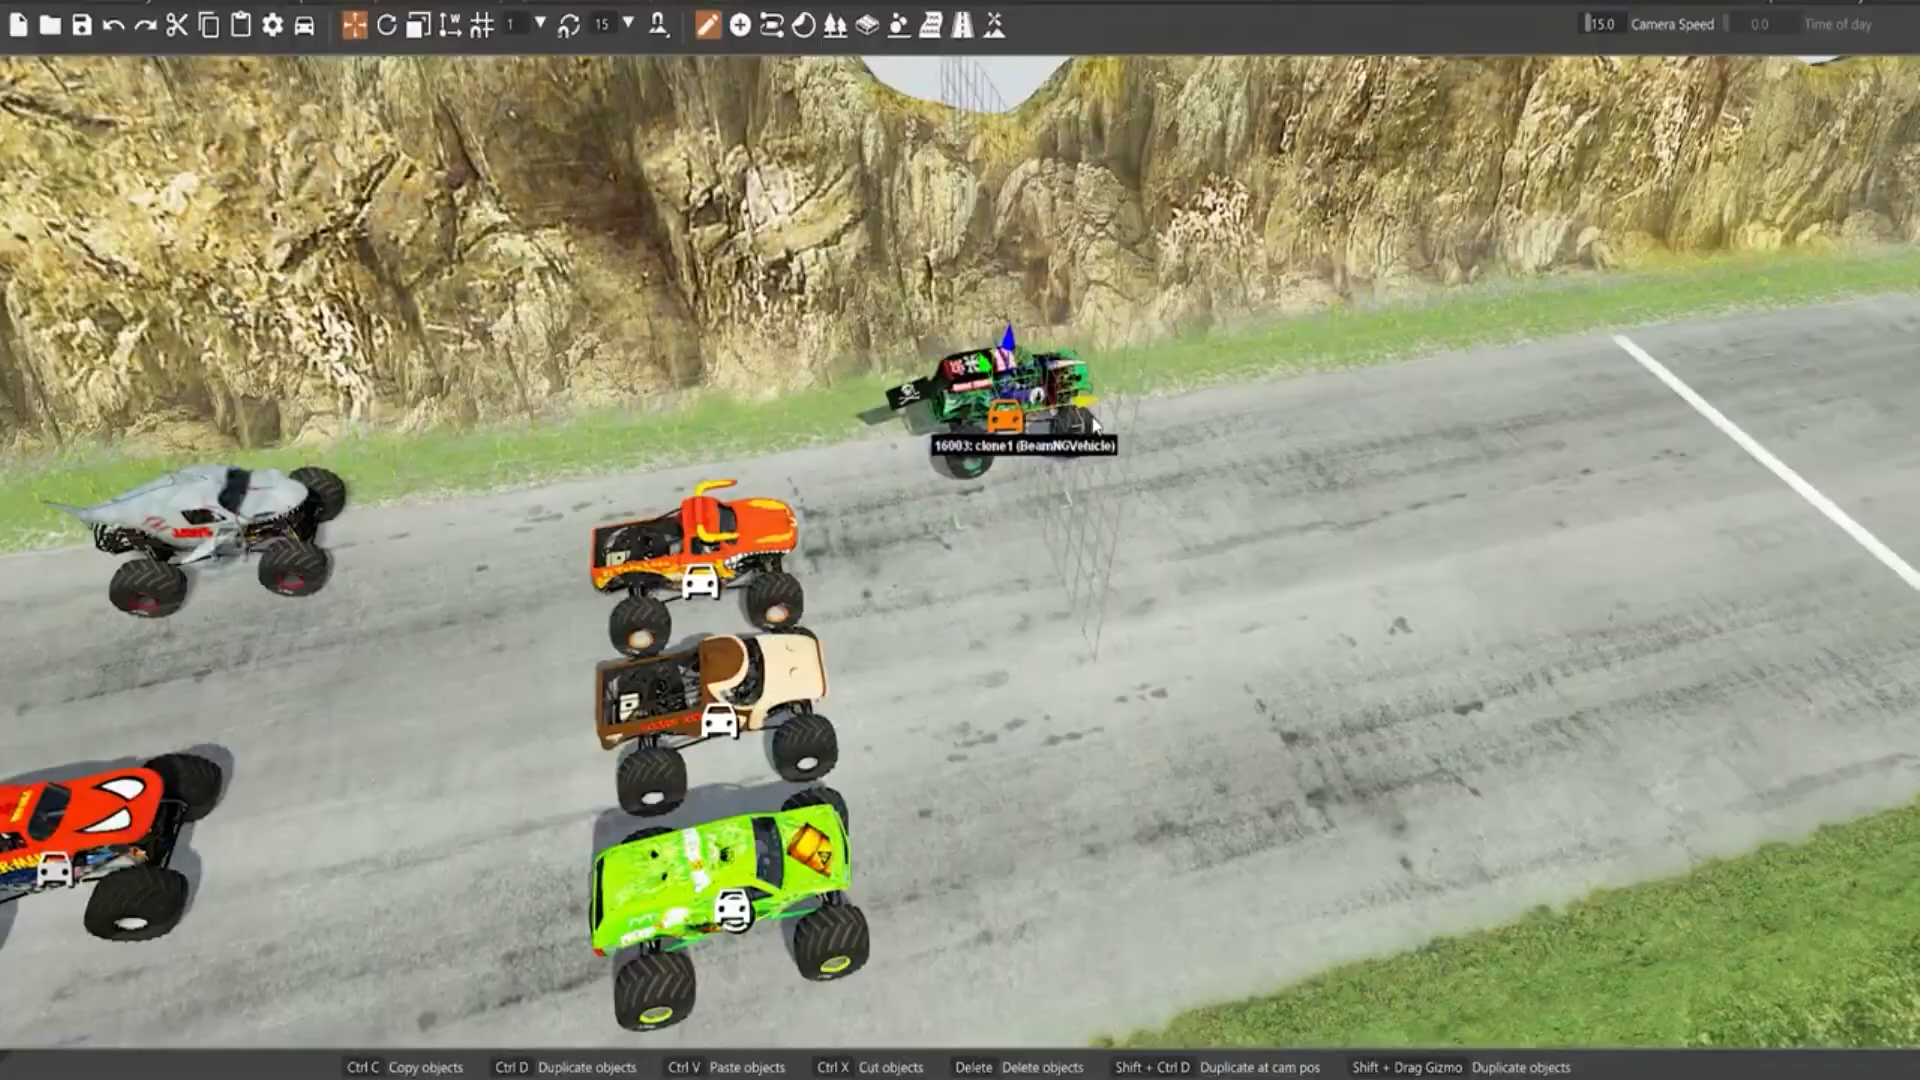 1
15
15.0 Camera Speed
0.0 Time of day
16003: clone1 (BeamNGVehicle)
Ctrl C Copy objects Ctrl D Duplicate objects Ctrl V Paste objects Ctrl X Cut objects Delete Delete objects Shift + Ctrl D Duplicate at cam pos Shift + Drag Gizmo Duplicate objects